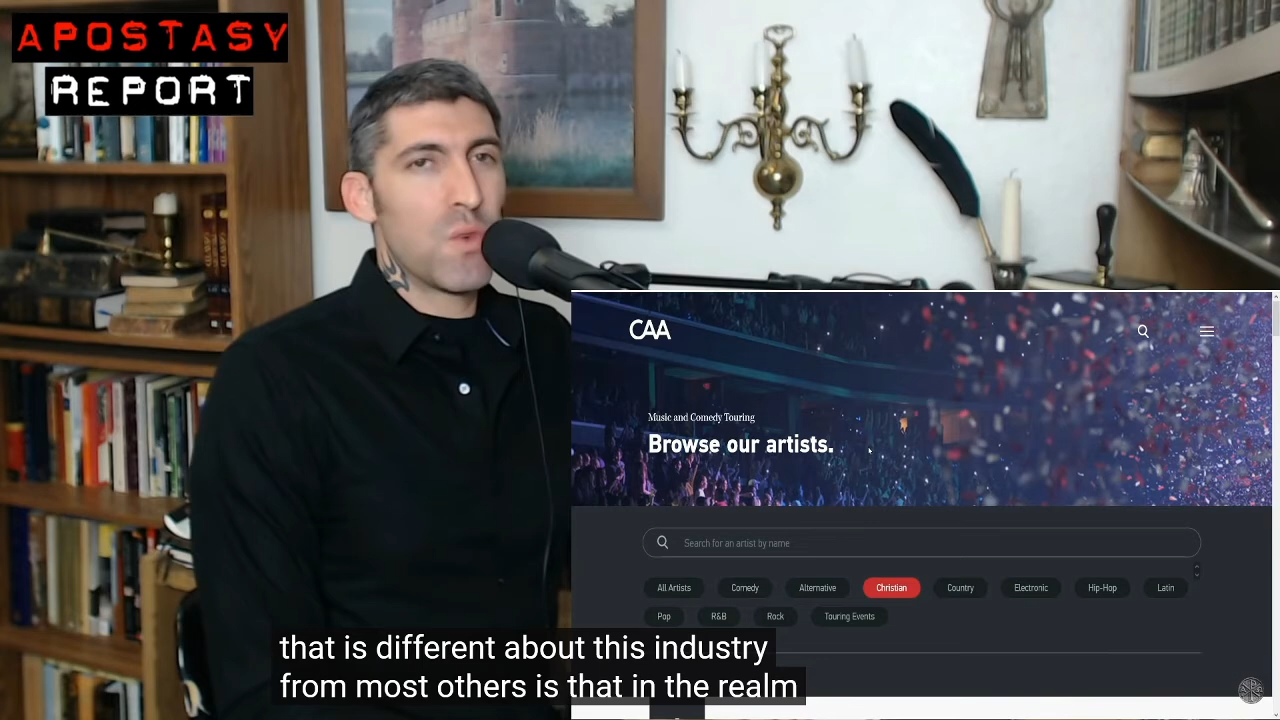 APOSTASY
REPORT
CAA
Music and Comedy Touring
Browse our artists.
Search for an artist by name
All Artists Comedy Alternative Christian Country Electronic Hip-Hop Latin
Pop R&B Rock Touring Events
that is different about this industry
from most others is that in the realm